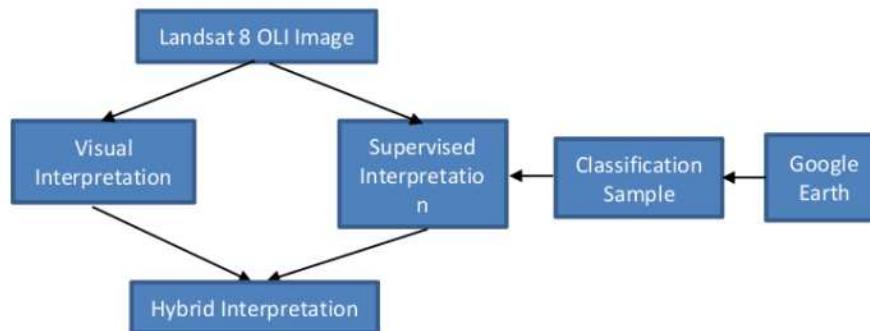 Landsat 8 OLI Image
Visual
Interpretation
Supervised
Interpretatio
n
Classification
Sample
Google
Earth
Hybrid Interpretation